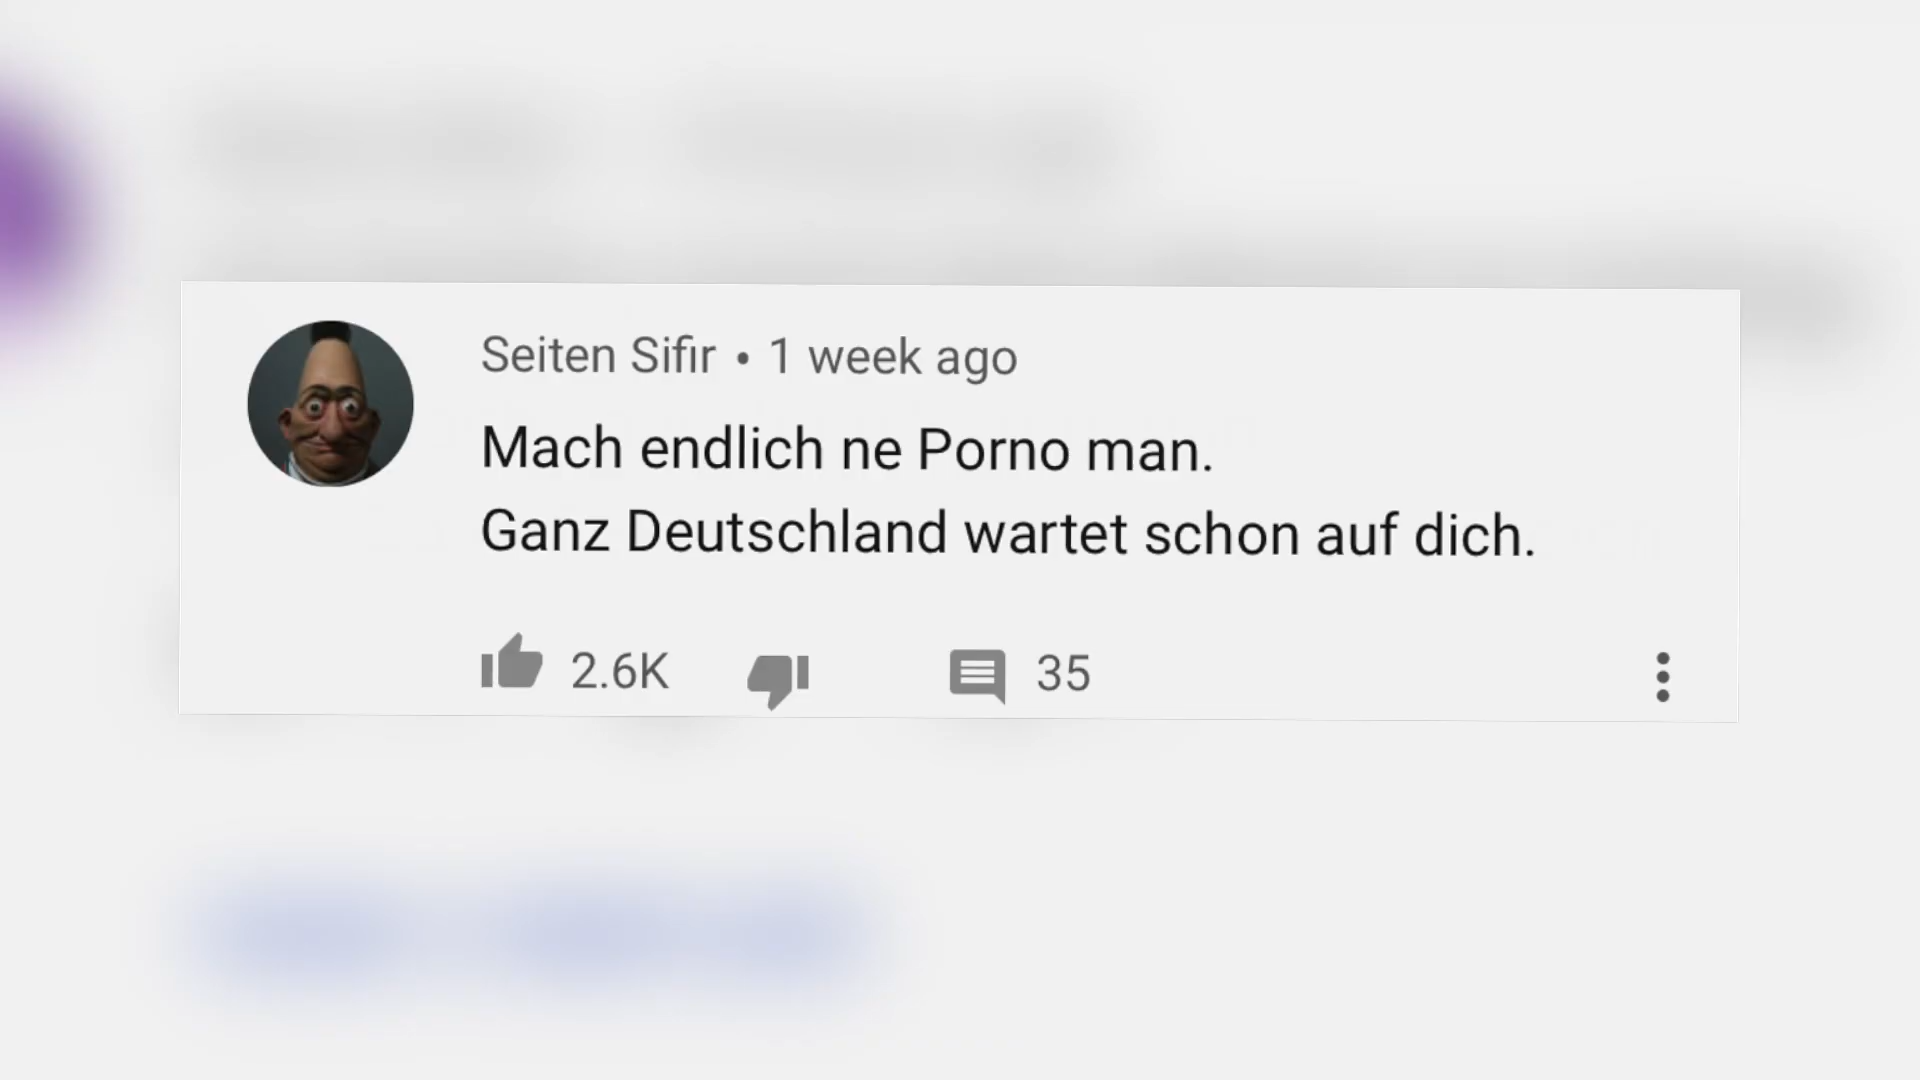 Seiten Sifir • 1 week ago
Mach endlich ne Porno man.
Ganz Deutschland wartet schon auf dich.
2.6K 35